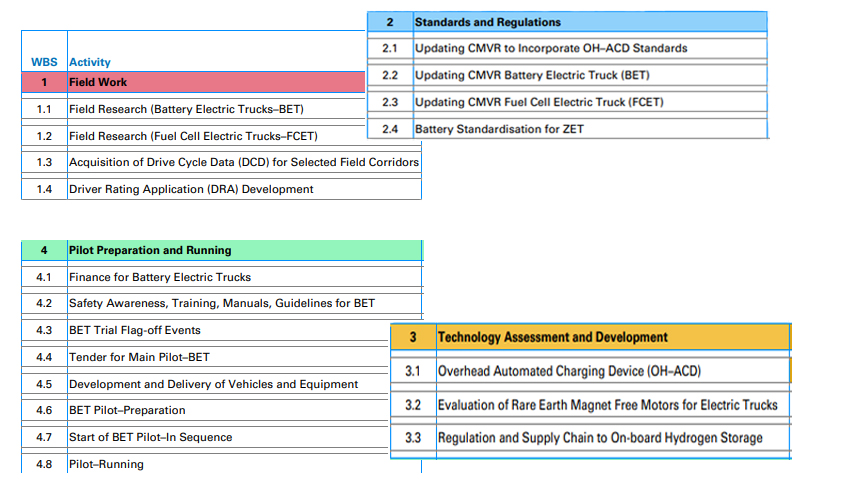 WBS Activity
1 Field Work
1.1 Field Research (Battery Electric Trucks–BET)
1.2 Field Research (Fuel Cell Electric Trucks–FCET)
1.3 Acquisition of Drive Cycle Data (DCD) for Selected Field Corridors
1.4 Driver Rating Application (DRA) Development
2 Standards and Regulations
2.1 Updating CMVR to Incorporate OH–ACD Standards
2.2 Updating CMVR Battery Electric Truck (BET)
2.3 Updating CMVR Fuel Cell Electric Truck (FCET)
2.4 Battery Standardisation for ZET
4 Pilot Preparation and Running
4.1 Finance for Battery Electric Trucks
4.2 Safety Awareness, Training, Manuals, Guidelines for BET
4.3 BET Trial Flag-off Events
4.4 Tender for Main Pilot–BET
4.5 Development and Delivery of Vehicles and Equipment
4.6 BET Pilot–Preparation
4.7 Start of BET Pilot–In Sequence
4.8 Pilot–Running
3 Technology Assessment and Development
3.1 Overhead Automated Charging Device (OH–ACD)
3.2 Evaluation of Rare Earth Magnet Free Motors for Electric Trucks
3.3 Regulation and Supply Chain to On-board Hydrogen Storage